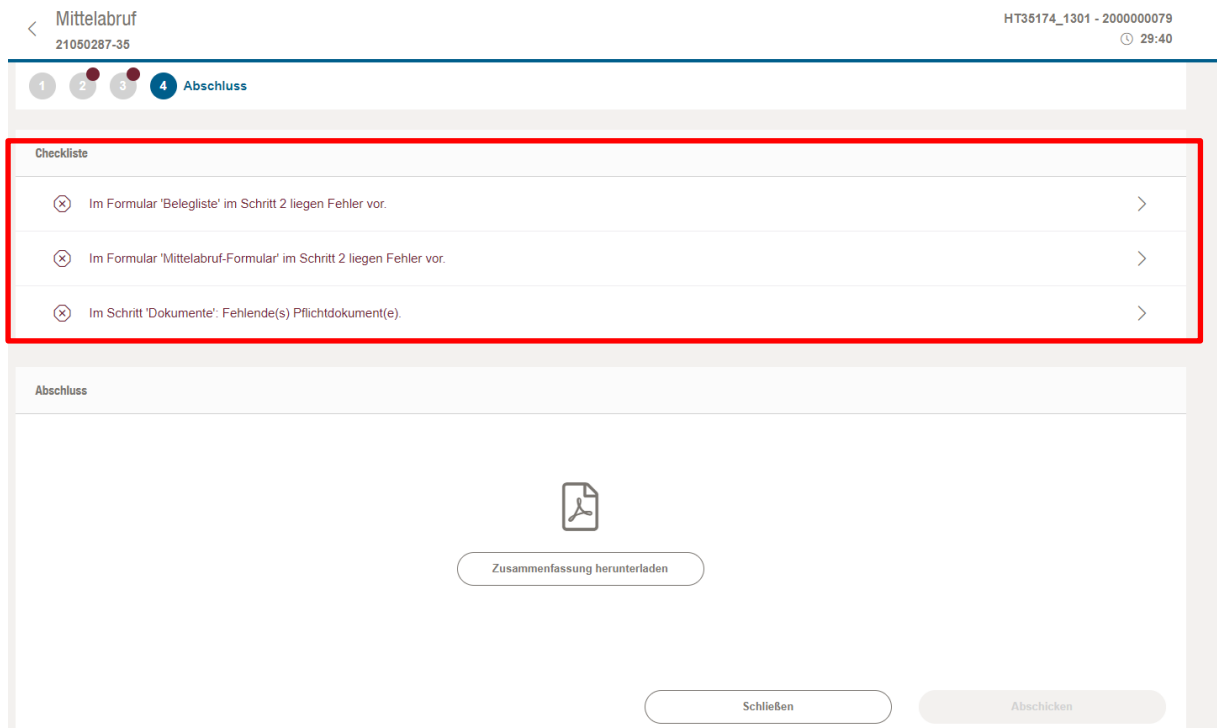 Mittelabruf
21050287-35
HT35174_1301 - 2000000079
29:40
1 2 3 4 Abschluss
Checkliste
Im Formular 'Belegliste' im Schritt 2 liegen Fehler vor.
Im Formular 'Mittelabruf-Formular' im Schritt 2 liegen Fehler vor.
Im Schritt 'Dokumente': Fehlende(s) Pflichtdokument(e).
Abschluss
Zusammenfassung herunterladen
Schließen
Abschicken